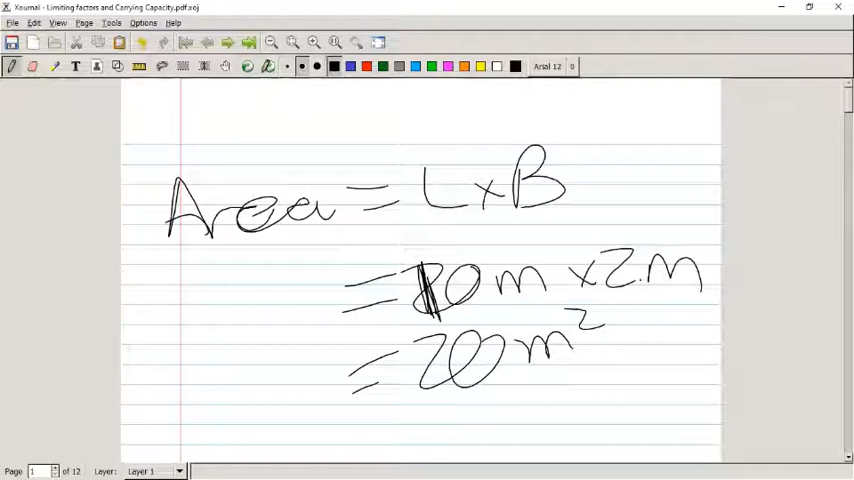 Xournal - Limiting factors and Carrying Capacity.pdf.xoj
File Edit View Page Tools Options Help
Arial 12 0
Area = L x B
= 10 m x 2.m
= 20 m²
Page 1 of 12 Layer: Layer 1